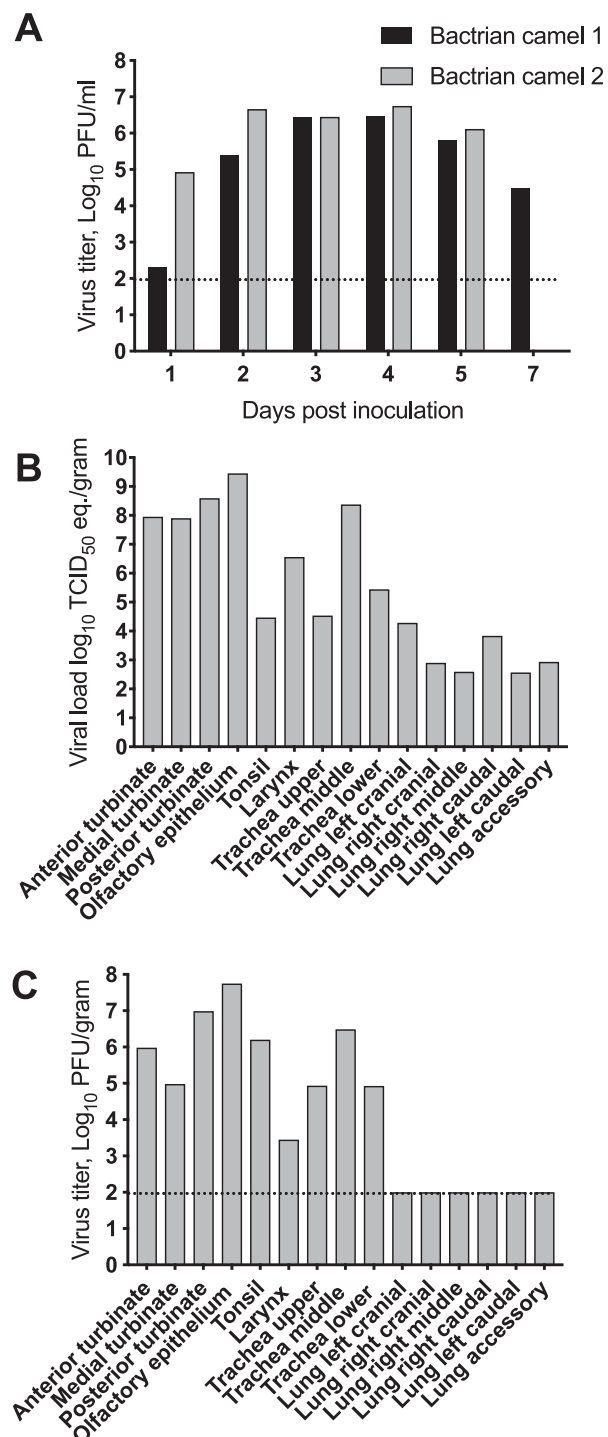 A
Bactrian camel 1
Bactrian camel 2
Virus titer, Log10 PFU/ml
8
7
6
5
4
3
2
1
0
1 2 3 4 5 7
Days post inoculation
B
Viral load log10 TCID50 eq./gram
10
9
8
7
6
5
4
3
2
1
0
Anterior turbinate
Medial turbinate
Posterior turbinate
Olfactory epithelium
Tonsil
Larynx
Trachea upper
Trachea middle
Trachea lower
Lung left cranial
Lung right cranial
Lung right middle
Lung right caudal
Lung left caudal
Lung accessory
C
Virus titer, Log10 PFU/gram
8
7
6
5
4
3
2
1
0
Anterior turbinate
Medial turbinate
Posterior turbinate
Olfactory epithelium
Tonsil
Larynx
Trachea upper
Trachea middle
Trachea lower
Lung left cranial
Lung right cranial
Lung right middle
Lung right caudal
Lung left caudal
Lung accessory